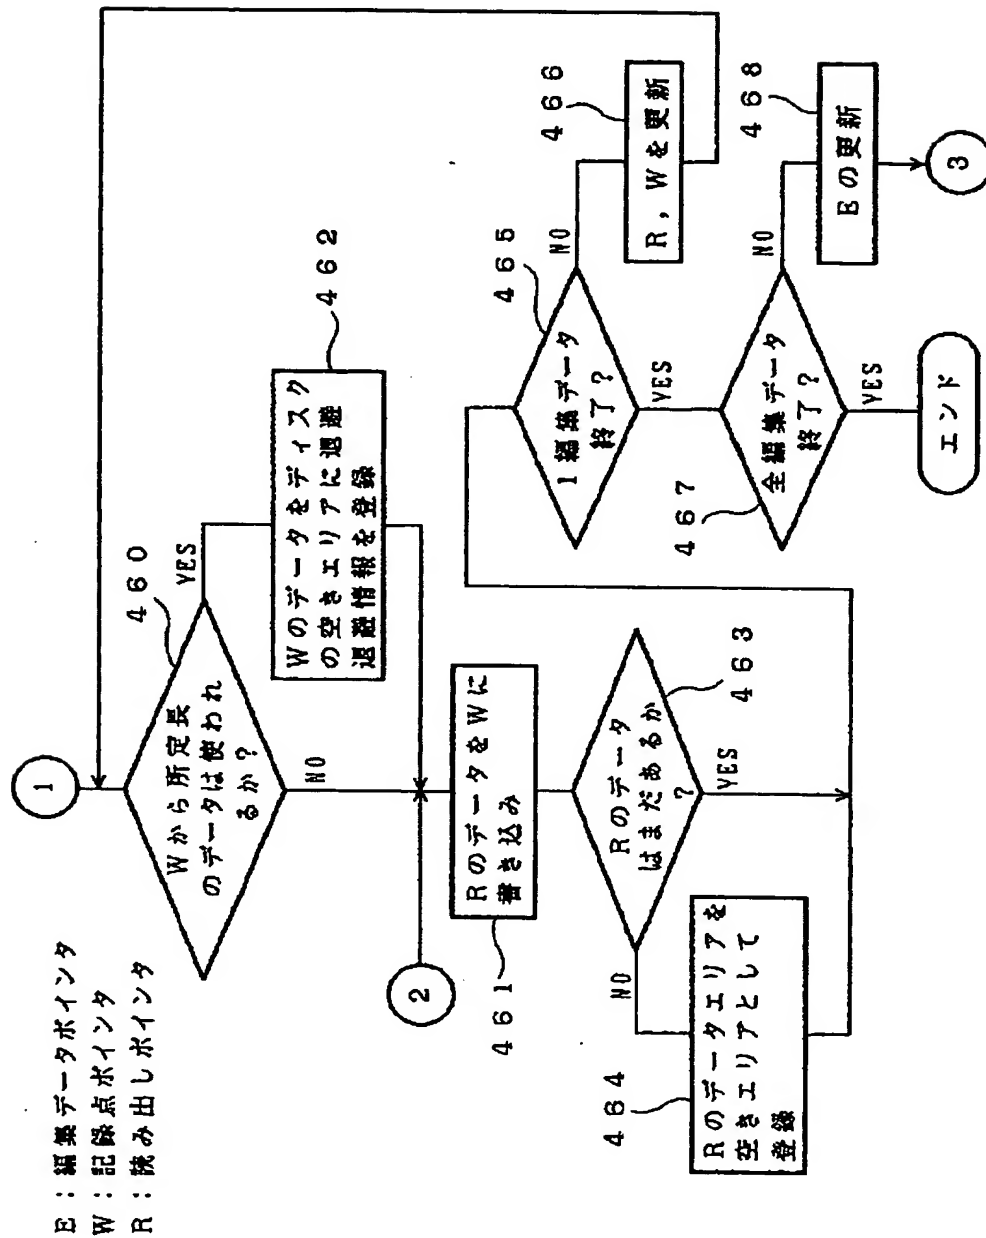 E:編集データポインタ
W:記録点ポインタ
R:読み出しポインタ
1
Wから所定長
のデータは使われ
るか?
460
YES
NO
Wのデータをディスク
の空きエリアに退避
退避情報を登録
462
2
RのデータをWに
書き込み
461
Rのデータ
はまだあるか
?
463
NO
YES
Rのデータエリアを
空きエリアとして
登録
464
1編集データ
終了?
465
NO
YES
R,Wを更新
466
全編集データ
終了?
467
NO
YES
Eの更新
468
3
エンド